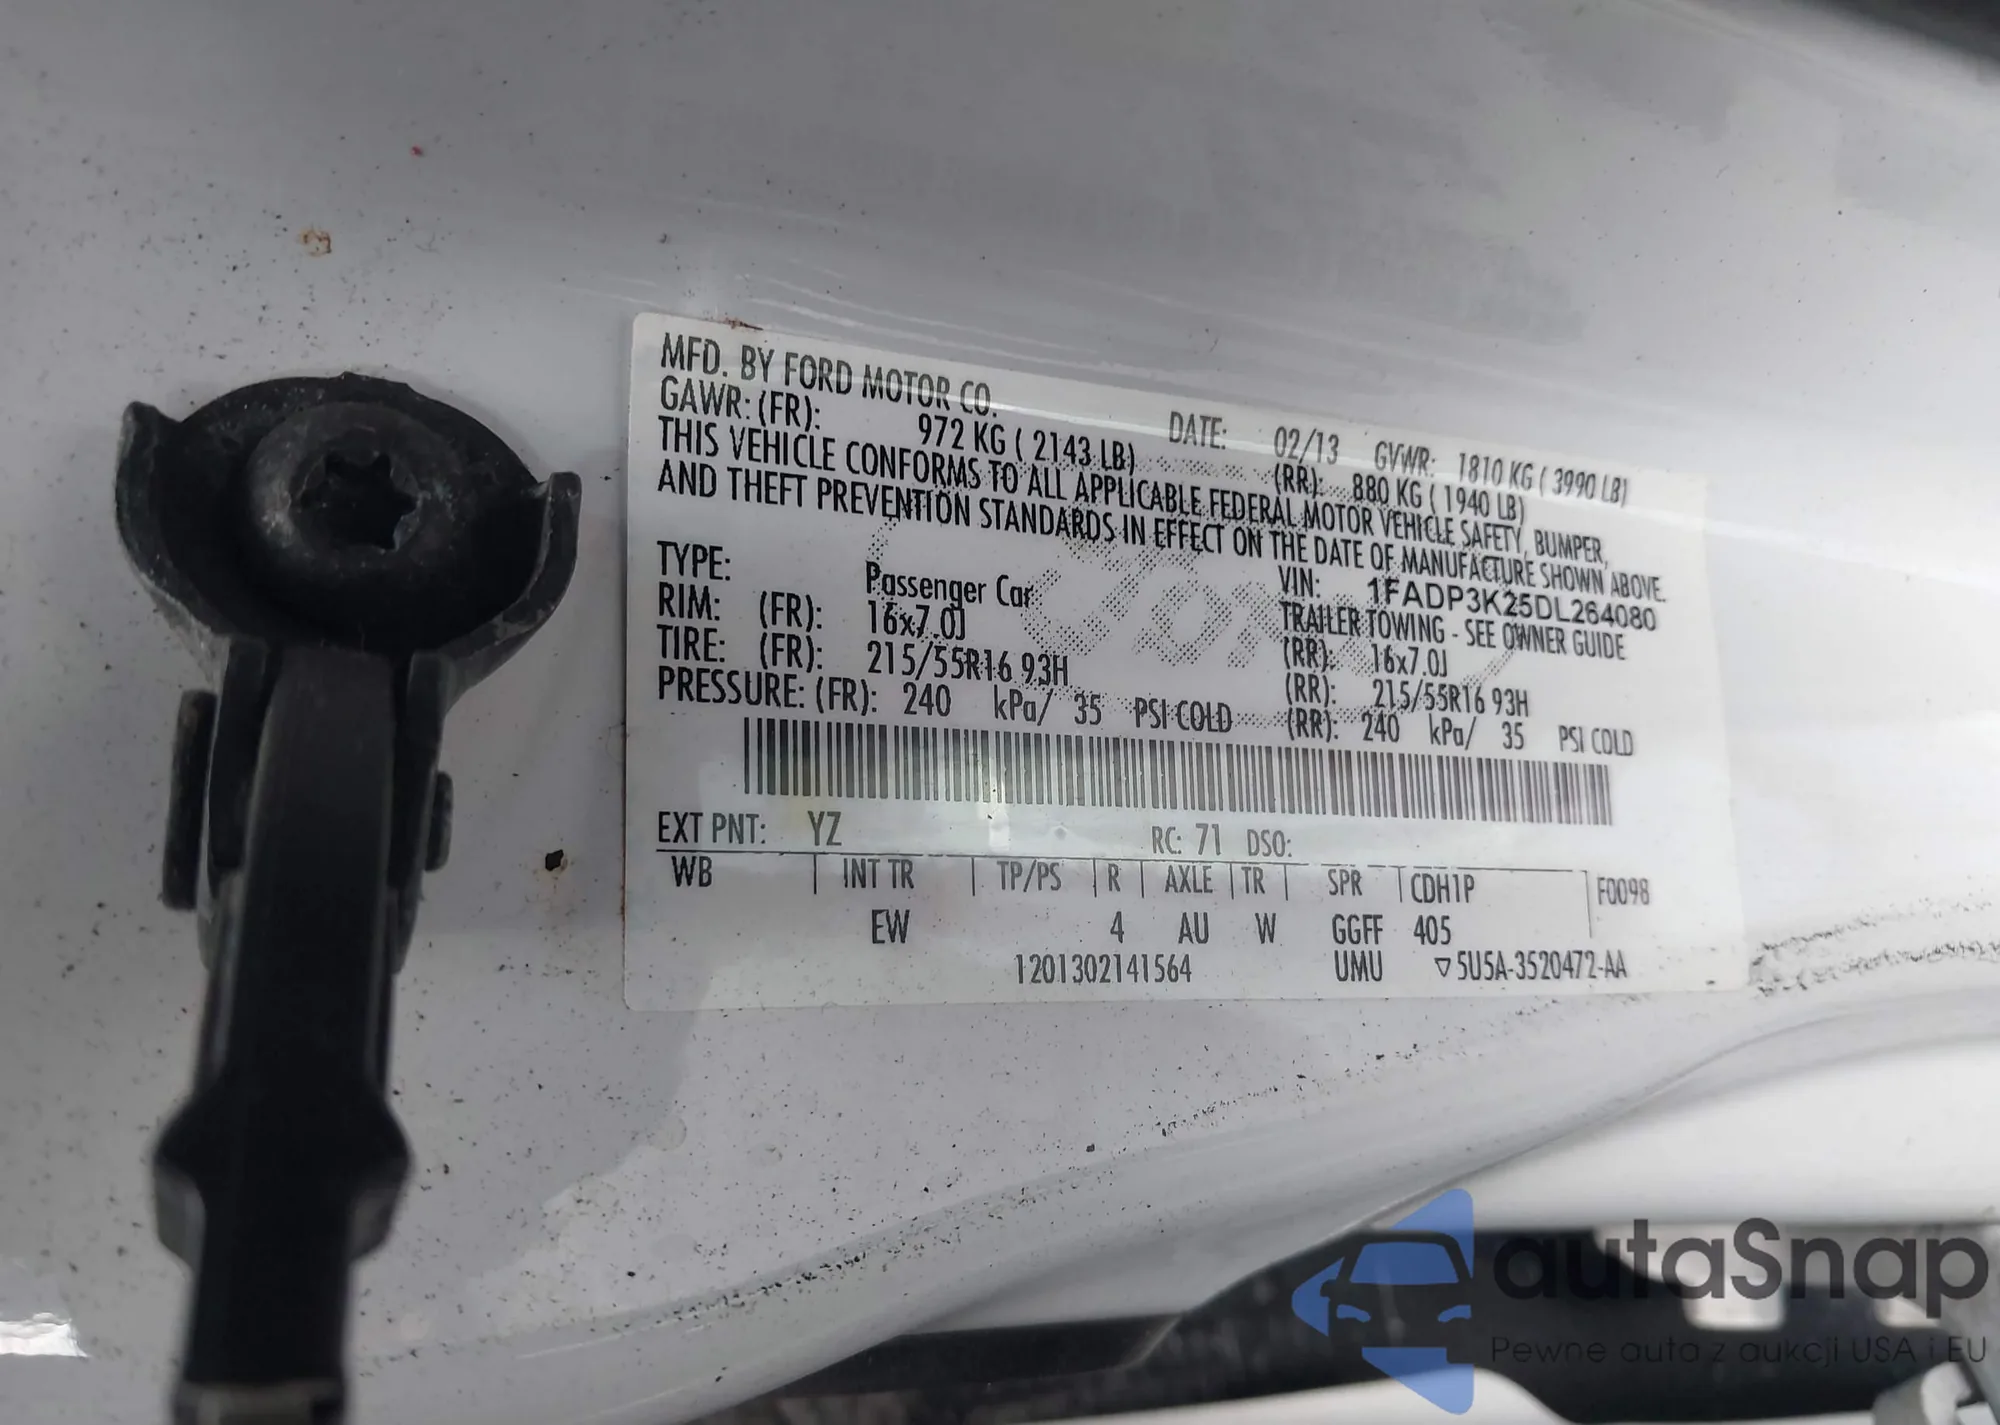 MFD. BY FORD MOTOR CO.
DATE: 02/13 GVWR: 1810 KG ( 3990 LB)
GAWR: (FR): 972 KG ( 2143 LB) (RR): 880 KG ( 1940 LB)
THIS VEHICLE CONFORMS TO ALL APPLICABLE FEDERAL MOTOR VEHICLE SAFETY, BUMPER,
AND THEFT PREVENTION STANDARDS IN EFFECT ON THE DATE OF MANUFACTURE SHOWN ABOVE.
VIN: 1FADP3K25DL264080
TYPE: Passenger Car TRAILER TOWING - SEE OWNER GUIDE
RIM: (FR): 16x7.0J (RR): 16x7.0J
TIRE: (FR): 215/55R16 93H (RR): 215/55R16 93H
PRESSURE: (FR): 240 kPa/ 35 PSI COLD (RR): 240 kPa/ 35 PSI COLD
EXT PNT: YZ RC: 71 DSO:
WB INT TR TP/PS R AXLE TR SPR CDH1P F0098
EW 4 AU W GGFF 405
1201302141564 UMU ▽5U5A-3520472-AA
autaSnap
Pewne auta z aukcji USA i EU